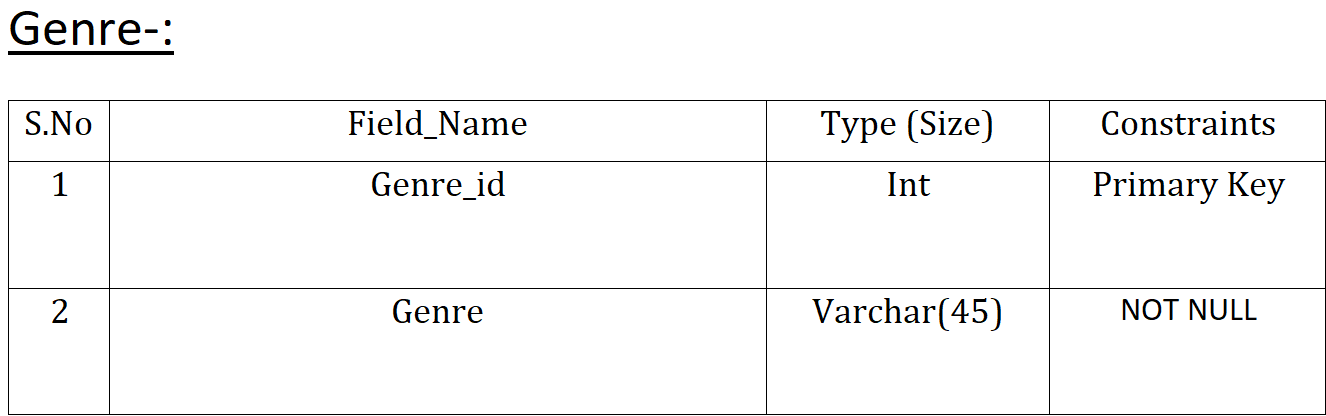 Genre-:
S.No Field_Name Type (Size) Constraints
1 Genre_id Int Primary Key
2 Genre Varchar(45) NOT NULL